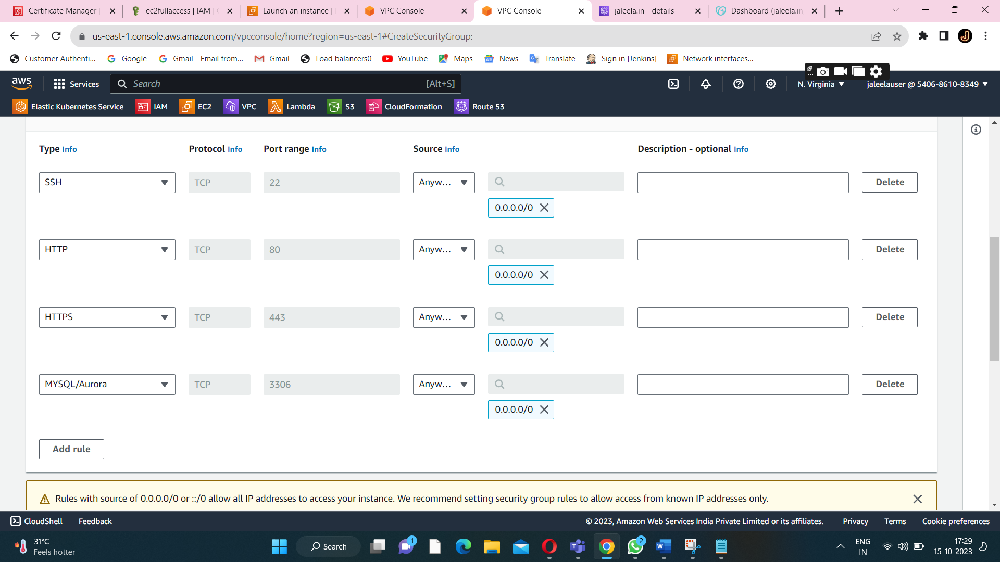 Certificate Manager
ec2fullaccess | IAM |
Launch an instance |
VPC Console
VPC Console
jaleela.in - details
Dashboard (jaleela.in
us-east-1.console.aws.amazon.com/vpcconsole/home?region=us-east-1#CreateSecurityGroup:
Customer Authenti...
Google
Gmail - Email from...
Gmail
Load balancers0
YouTube
Maps
News
Translate
Sign in [Jenkins]
Network interfaces...
aws
Services
Search
[Alt+S]
N. Virginia
jaleelauser @ 5406-8610-8349
Elastic Kubernetes Service
IAM
EC2
VPC
Lambda
S3
CloudFormation
Route 53
Type Info
Protocol Info
Port range Info
Source Info
Description - optional Info
SSH
TCP
22
Anyw...
Delete
0.0.0.0/0
HTTP
TCP
80
Anyw...
Delete
0.0.0.0/0
HTTPS
TCP
443
Anyw...
Delete
0.0.0.0/0
MYSQL/Aurora
TCP
3306
Anyw...
Delete
0.0.0.0/0
Add rule
Rules with source of 0.0.0.0/0 or ::/0 allow all IP addresses to access your instance. We recommend setting security group rules to allow access from known IP addresses only.
CloudShell
Feedback
© 2023, Amazon Web Services India Private Limited or its affiliates.
Privacy
Terms
Cookie preferences
31°C
Feels hotter
Search
1
2
ENG
IN
17:29
15-10-2023